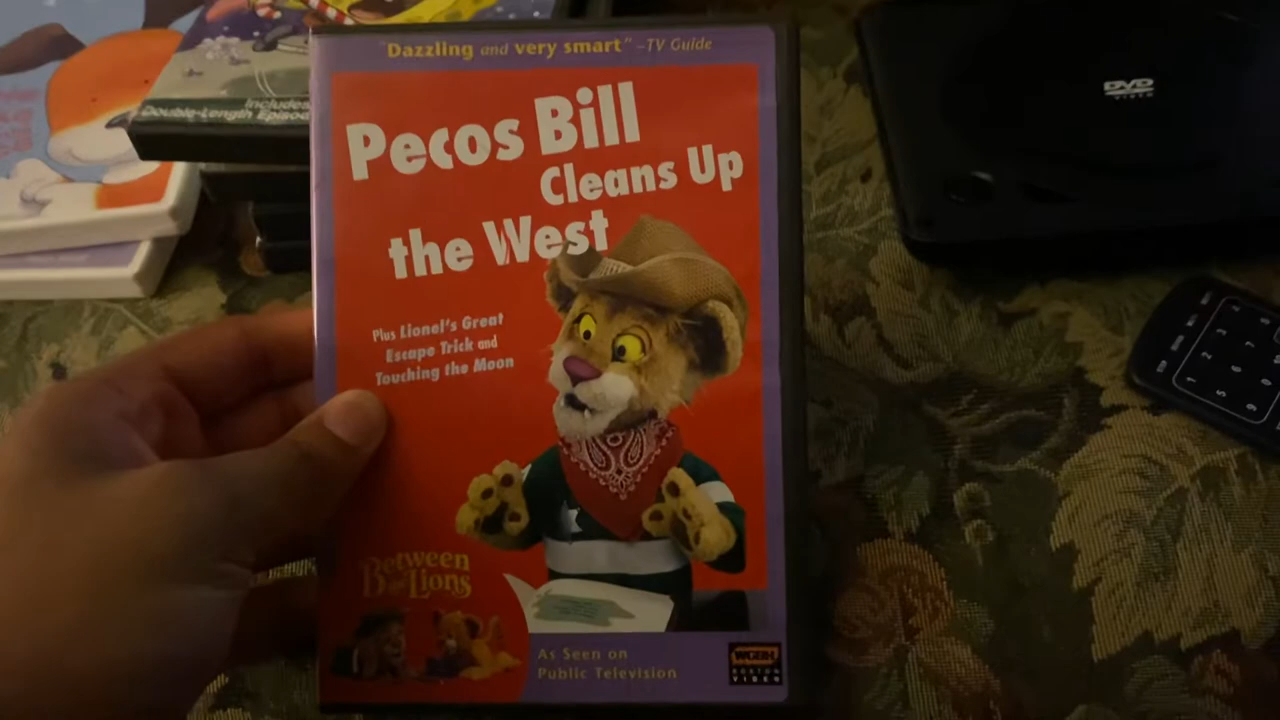 "Dazzling and very smart" –TV Guide
Pecos Bill
Cleans Up
the West
Plus Lionel's Great
Escape Trick and
Touching the Moon
Between
the Lions
As Seen on
Public Television
WGBH
BOSTON
VIDEO
Includes
Double-Length Episode
DVD
VIDEO